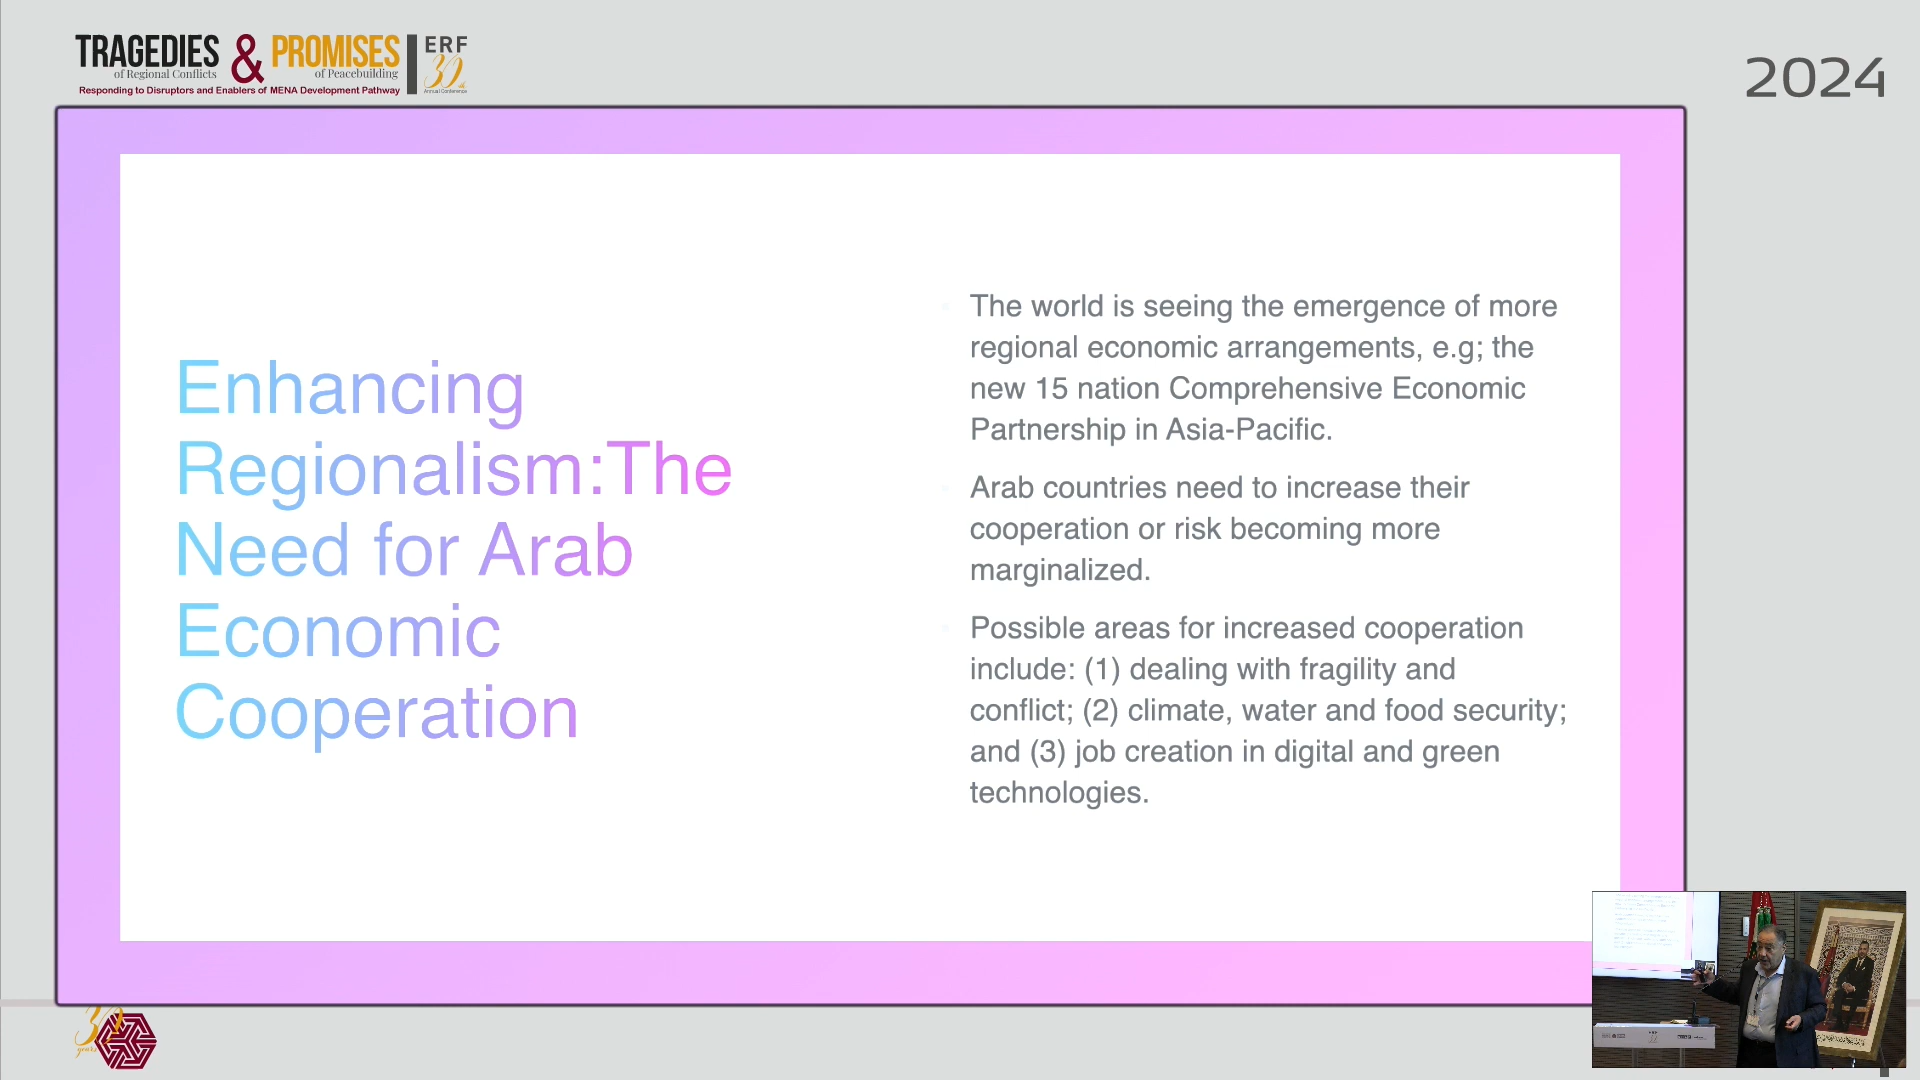 TRAGEDIES & PROMISES
of Regional Conflicts
of Peacebuilding
Responding to Disruptors and Enablers of MENA Development Pathway
ERF
30th
Annual Conference
2024
Enhancing
Regionalism:The
Need for Arab
Economic
Cooperation
The world is seeing the emergence of more
regional economic arrangements, e.g; the
new 15 nation Comprehensive Economic
Partnership in Asia-Pacific.
Arab countries need to increase their
cooperation or risk becoming more
marginalized.
Possible areas for increased cooperation
include: (1) dealing with fragility and
conflict; (2) climate, water and food security;
and (3) job creation in digital and green
technologies.
30
years